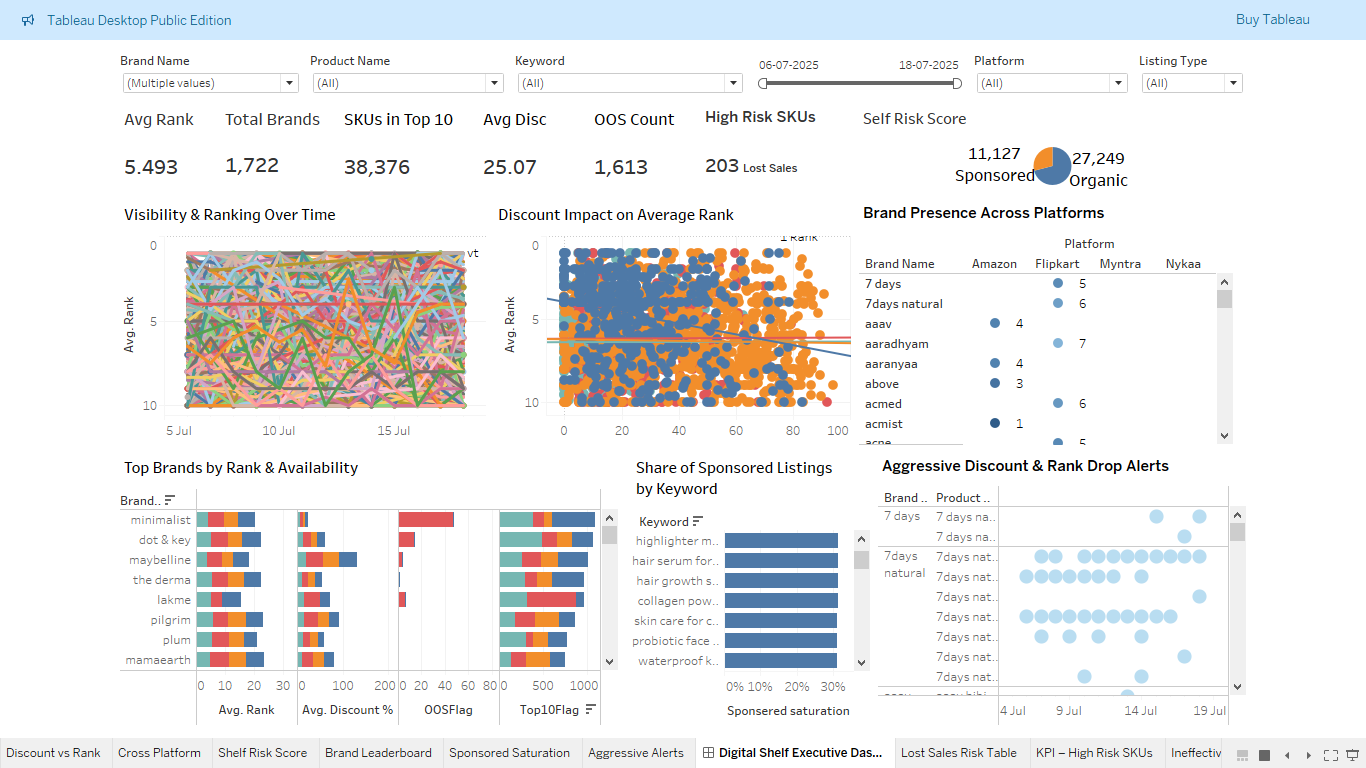 Tableau Desktop Public Edition
Buy Tableau
Brand Name
Product Name
Keyword
06-07-2025
18-07-2025
Platform
Listing Type
(Multiple values)
(All)
(All)
(All)
(All)
Avg Rank
Total Brands
SKUs in Top 10
Avg Disc
OOS Count
High Risk SKUs
Self Risk Score
5.493
1,722
38,376
25.07
1,613
203 Lost Sales
11,127
Sponsored
27,249
Organic
Visibility & Ranking Over Time
0
5
10
Avg. Rank
vt
5 Jul
10 Jul
15 Jul
Discount Impact on Average Rank
0
5
10
Avg. Rank
1 Rank
0
20
40
60
80
100
Brand Presence Across Platforms
Platform
Brand Name
Amazon
Flipkart
Myntra
Nykaa
7 days
5
7days natural
6
aaav
4
aaradhyam
7
aaranyaa
4
above
3
acmed
6
acmist
1
acne
5
Top Brands by Rank & Availability
Brand..
minimalist
dot & key
maybelline
the derma
lakme
pilgrim
plum
mamaearth
0 10 20 30
0 100 200
0 20 40 60 80
0 500 1000
Avg. Rank
Avg. Discount %
OOSFlag
Top10Flag
Share of Sponsored Listings
by Keyword
Keyword
highlighter m..
hair serum for..
hair growth s..
collagen pow..
skin care for c..
probiotic face ..
waterproof k..
0% 10% 20% 30%
Sponsered saturation
Aggressive Discount & Rank Drop Alerts
Brand ..
Product ..
7 days
7 days na..
7 days na..
7days
natural
7days nat..
7days nat..
7days nat..
7days nat..
7days nat..
7days nat..
7days nat..
4 Jul
9 Jul
14 Jul
19 Jul
Discount vs Rank
Cross Platform
Shelf Risk Score
Brand Leaderboard
Sponsored Saturation
Aggressive Alerts
Digital Shelf Executive Das...
Lost Sales Risk Table
KPI – High Risk SKUs
Ineffectiv